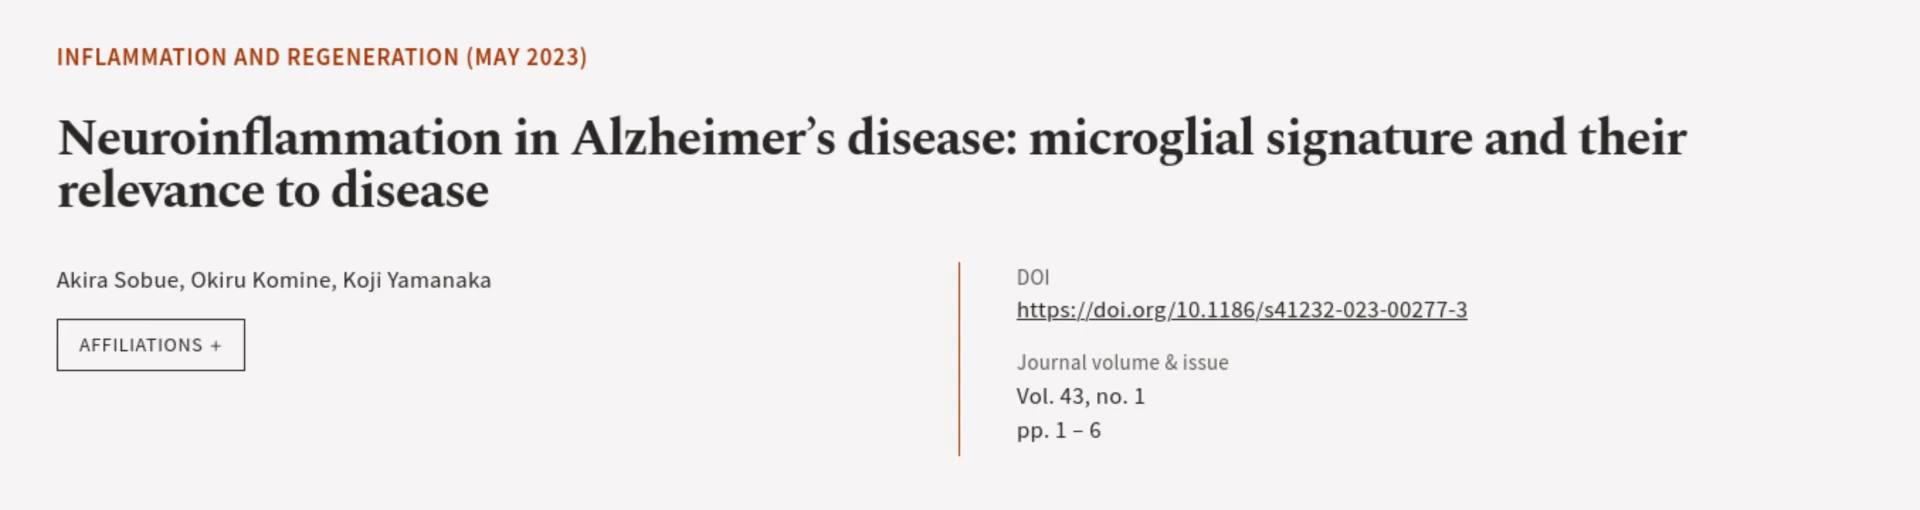 INFLAMMATION AND REGENERATION (MAY 2023)
Neuroinflammation in Alzheimer’s disease: microglial signature and their
relevance to disease
Akira Sobue, Okiru Komine, Koji Yamanaka
AFFILIATIONS +
DOI
https://doi.org/10.1186/s41232-023-00277-3
Journal volume & issue
Vol. 43, no. 1
pp. 1 – 6